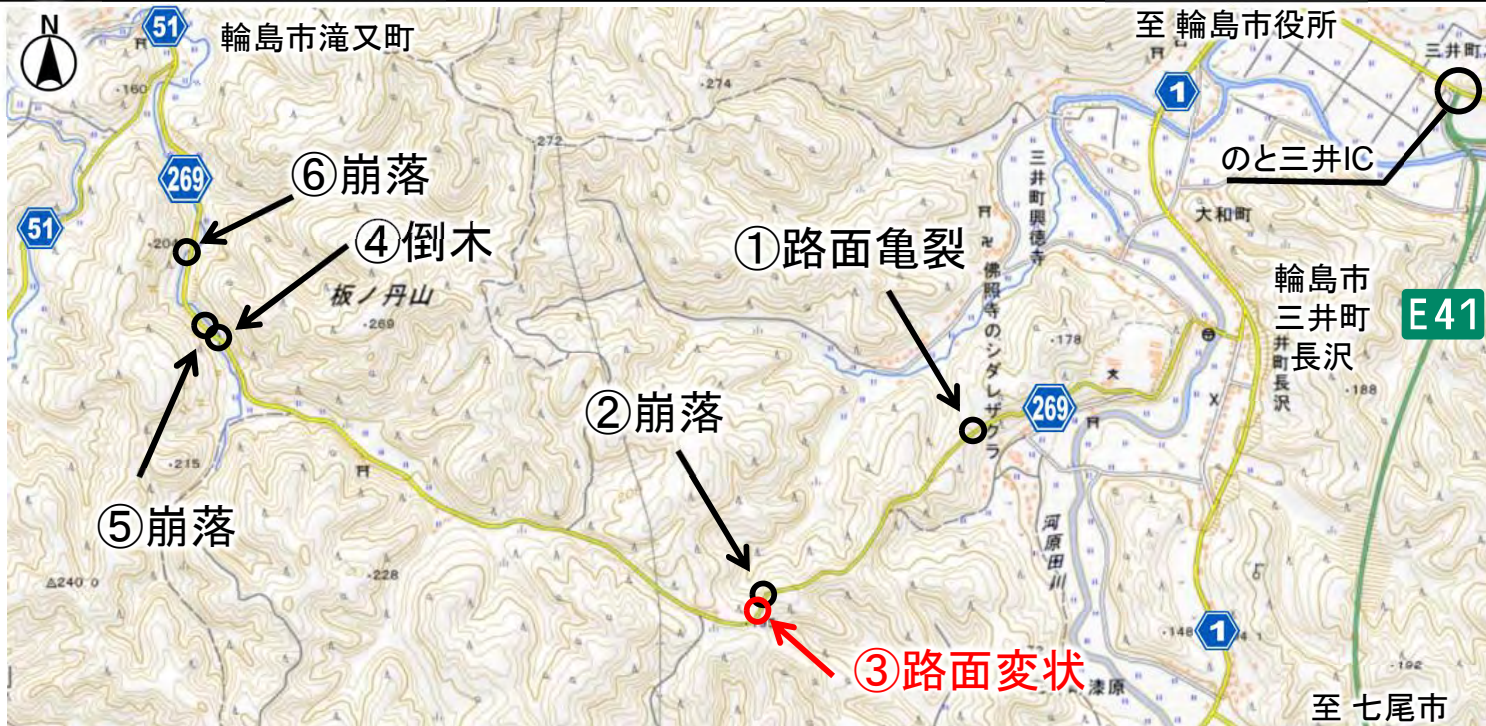 N
51
輪島市滝又町
至 輪島市役所
三井町
・160
・274
1
・272
269
⑥崩落
のと三井IC
三井町興徳寺
51
・204
④倒木
①路面亀裂
大和町
板ノ丹山
・269
佛照寺のシダレザクラ
輪島市
三井町
長沢
E41
・178
井町長沢
・188
②崩落
269
・215
⑤崩落
河原田川
△240.0
・228
・148
1
③路面変状
漆原
・192
至 七尾市